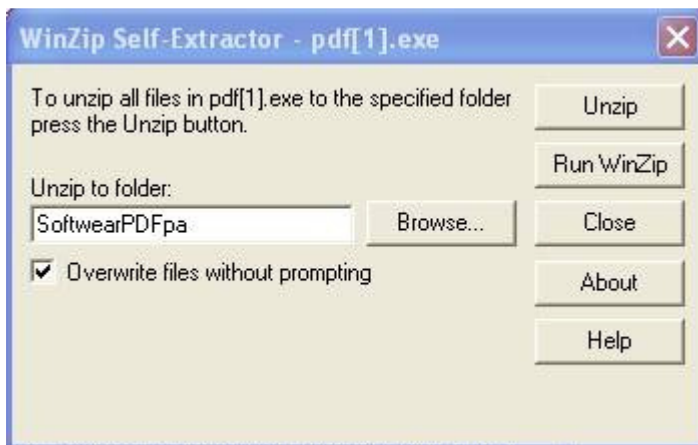 WinZip Self-Extractor - pdf[1].exe
To unzip all files in pdf[1].exe to the specified folder
press the Unzip button.
Unzip to folder:
SoftwearPDFpa
Browse...
Overwrite files without prompting
Unzip
Run WinZip
Close
About
Help